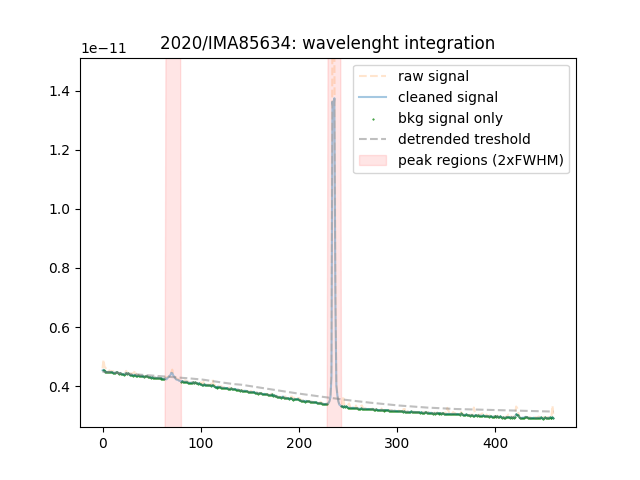 2020/IMA85634: wavelenght integration
1e−11
raw signal
cleaned signal
bkg signal only
detrended treshold
peak regions (2xFWHM)
1.4
1.2
1.0
0.8
0.6
0.4
0 100 200 300 400